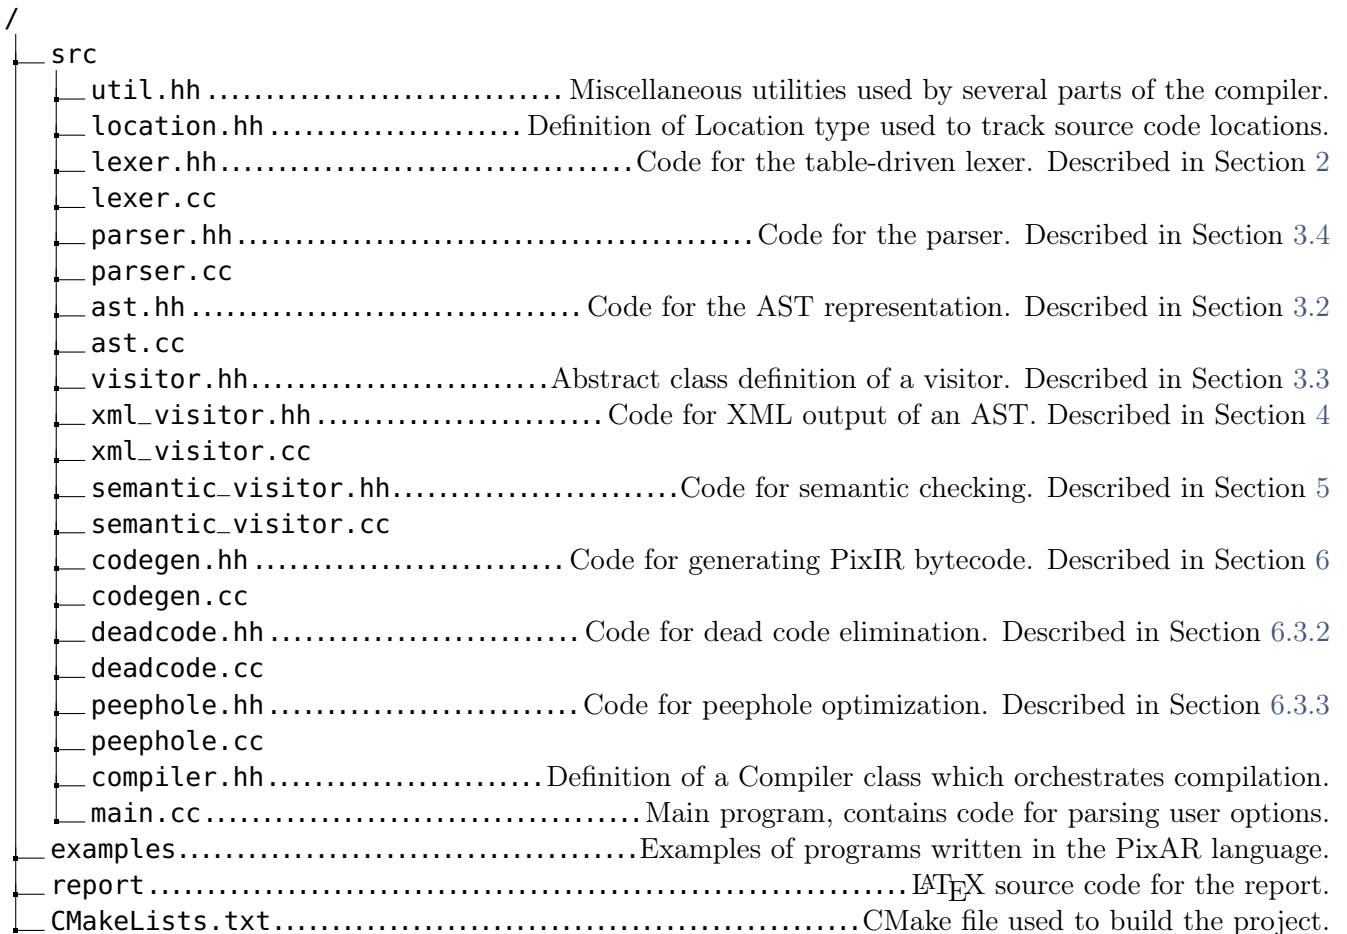 /
src
util.hh .............................. Miscellaneous utilities used by several parts of the compiler.
location.hh ...................... Definition of Location type used to track source code locations.
lexer.hh ................................... Code for the table-driven lexer. Described in Section 2
lexer.cc
parser.hh ............................................ Code for the parser. Described in Section 3.4
parser.cc
ast.hh ................................. Code for the AST representation. Described in Section 3.2
ast.cc
visitor.hh ......................... Abstract class definition of a visitor. Described in Section 3.3
xml_visitor.hh ........................ Code for XML output of an AST. Described in Section 4
xml_visitor.cc
semantic_visitor.hh ........................ Code for semantic checking. Described in Section 5
semantic_visitor.cc
codegen.hh .......................... Code for generating PixIR bytecode. Described in Section 6
codegen.cc
deadcode.hh .......................... Code for dead code elimination. Described in Section 6.3.2
deadcode.cc
peephole.hh .......................... Code for peephole optimization. Described in Section 6.3.3
peephole.cc
compiler.hh ....................... Definition of a Compiler class which orchestrates compilation.
main.cc ..................................... Main program, contains code for parsing user options.
examples ....................................... Examples of programs written in the PixAR language.
report ................................................................ LATEX source code for the report.
CMakeLists.txt .................................................. CMake file used to build the project.